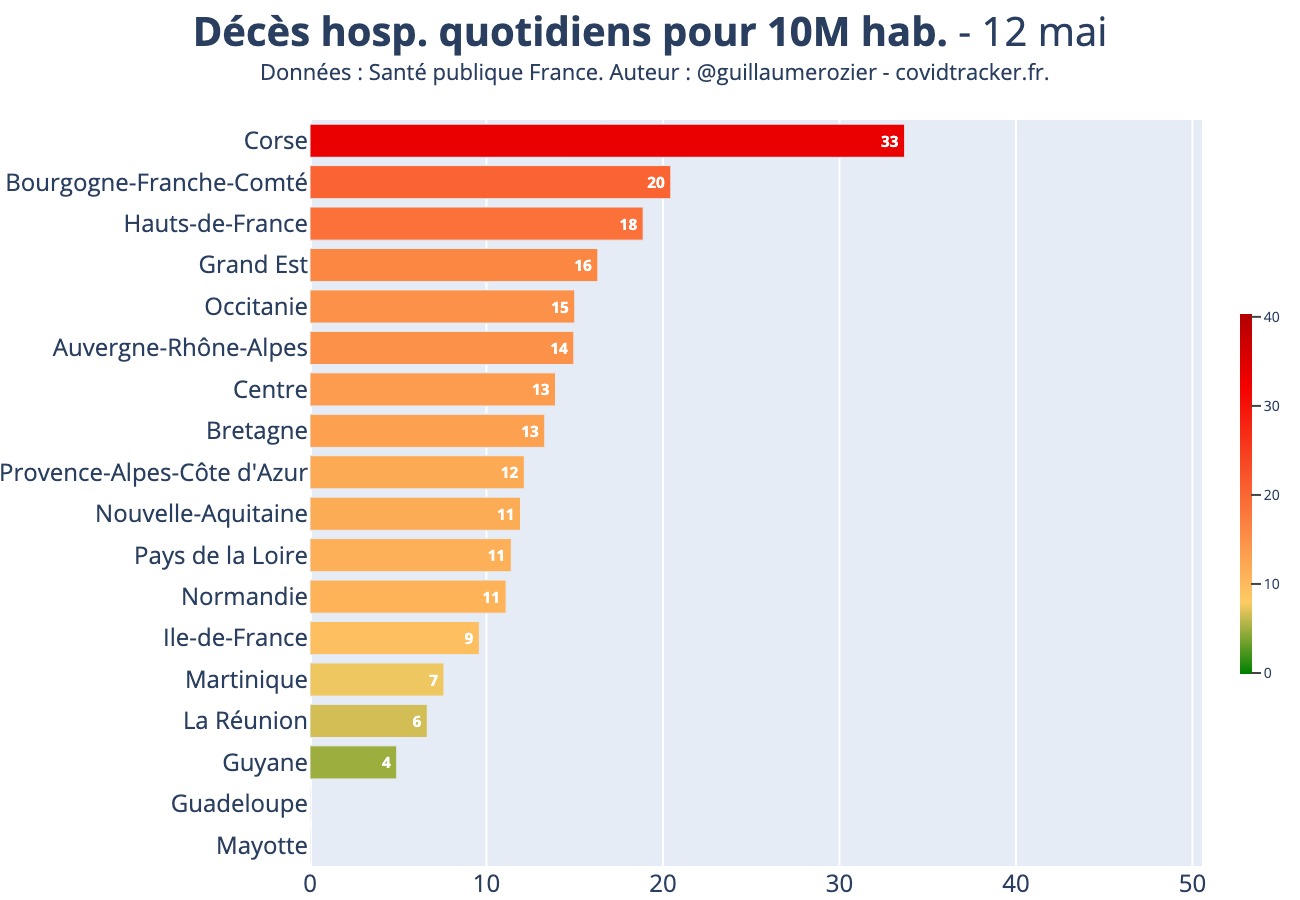 Décès hosp. quotidiens pour 10M hab. - 12 mai
Données : Santé publique France. Auteur : @guillaumerozier - covidtracker.fr.
Corse 33
Bourgogne-Franche-Comté 20
Hauts-de-France 18
Grand Est 16
Occitanie 15
Auvergne-Rhône-Alpes 14
Centre 13
Bretagne 13
Provence-Alpes-Côte d'Azur 12
Nouvelle-Aquitaine 11
Pays de la Loire 11
Normandie 11
Ile-de-France 9
Martinique 7
La Réunion 6
Guyane 4
Guadeloupe
Mayotte
0 10 20 30 40 50
40
30
20
10
0